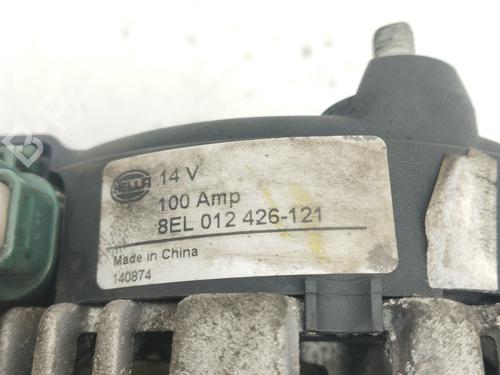 HELLA
14 V
100 Amp
8EL 012 426-121
Made in China
140874